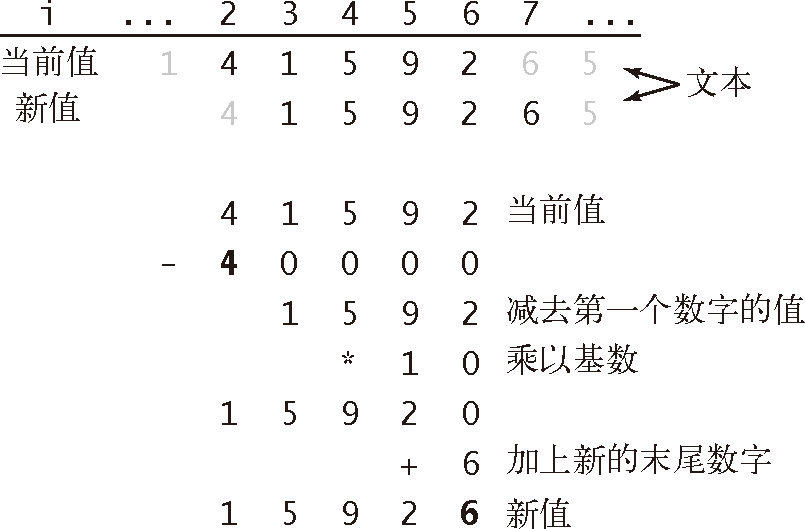 i ... 2 3 4 5 6 7 ...
当前值 1 4 1 5 9 2 6 5
文本
新值 4 1 5 9 2 6 5
4 1 5 9 2 当前值
- 4 0 0 0 0
1 5 9 2 减去第一个数字的值
* 1 0 乘以基数
1 5 9 2 0
+ 6 加上新的末尾数字
1 5 9 2 6 新值